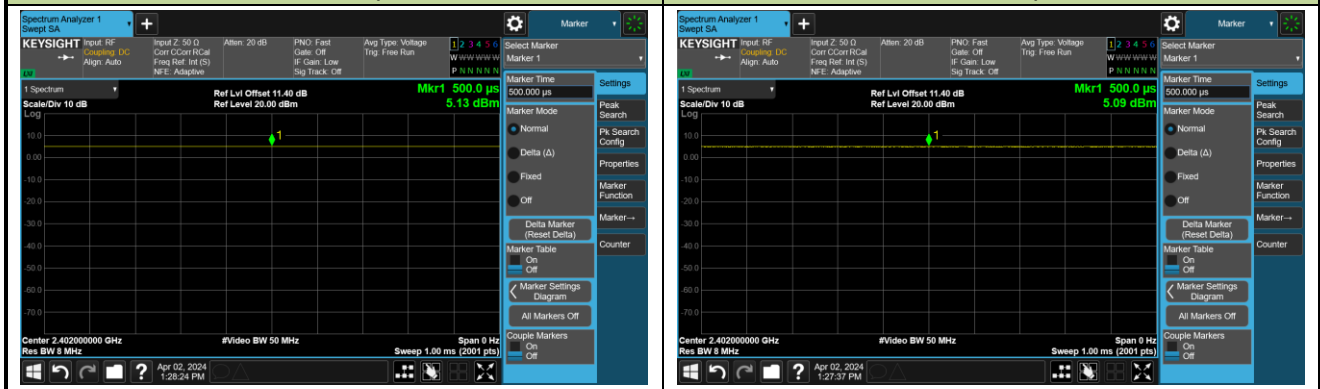 Spectrum Analyzer 1
Swept SA
Marker
KEYSIGHT
Input: RF
Coupling: DC
Align: Auto
Input Z: 50 Ω
Corr CCorr RCal
Freq Ref: Int (S)
NFE: Adaptive
Atten: 20 dB
PNO: Fast
Gate: Off
IF Gain: Low
Sig Track: Off
Avg Type: Voltage
Trig: Free Run
1 2 3 4 5 6
W W W W W W
P N N N N N
LXI
1 Spectrum
Scale/Div 10 dB
Log
Ref Lvl Offset 11.40 dB
Ref Level 20.00 dBm
Mkr1 500.0 µs
5.13 dBm
1
10.0
0.00
-10.0
-20.0
-30.0
-40.0
-50.0
-60.0
-70.0
Center 2.402000000 GHz
Res BW 8 MHz
#Video BW 50 MHz
Span 0 Hz
Sweep 1.00 ms (2001 pts)
Select Marker
Marker 1
Marker Time
500.000 µs
Marker Mode
Normal
Delta (Δ)
Fixed
Off
Delta Marker
(Reset Delta)
Marker Table
On
Off
Marker Settings
Diagram
All Markers Off
Couple Markers
On
Off
Settings
Peak
Search
Pk Search
Config
Properties
Marker
Function
Marker→
Counter
Apr 02, 2024
1:28:24 PM
Spectrum Analyzer 1
Swept SA
Marker
KEYSIGHT
Input: RF
Coupling: DC
Align: Auto
Input Z: 50 Ω
Corr CCorr RCal
Freq Ref: Int (S)
NFE: Adaptive
Atten: 20 dB
PNO: Fast
Gate: Off
IF Gain: Low
Sig Track: Off
Avg Type: Voltage
Trig: Free Run
1 2 3 4 5 6
W W W W W W
P N N N N N
LXI
1 Spectrum
Scale/Div 10 dB
Log
Ref Lvl Offset 11.40 dB
Ref Level 20.00 dBm
Mkr1 500.0 µs
5.09 dBm
1
10.0
0.00
-10.0
-20.0
-30.0
-40.0
-50.0
-60.0
-70.0
Center 2.402000000 GHz
Res BW 8 MHz
#Video BW 50 MHz
Span 0 Hz
Sweep 1.00 ms (2001 pts)
Select Marker
Marker 1
Marker Time
500.000 µs
Marker Mode
Normal
Delta (Δ)
Fixed
Off
Delta Marker
(Reset Delta)
Marker Table
On
Off
Marker Settings
Diagram
All Markers Off
Couple Markers
On
Off
Settings
Peak
Search
Pk Search
Config
Properties
Marker
Function
Marker→
Counter
Apr 02, 2024
1:27:37 PM